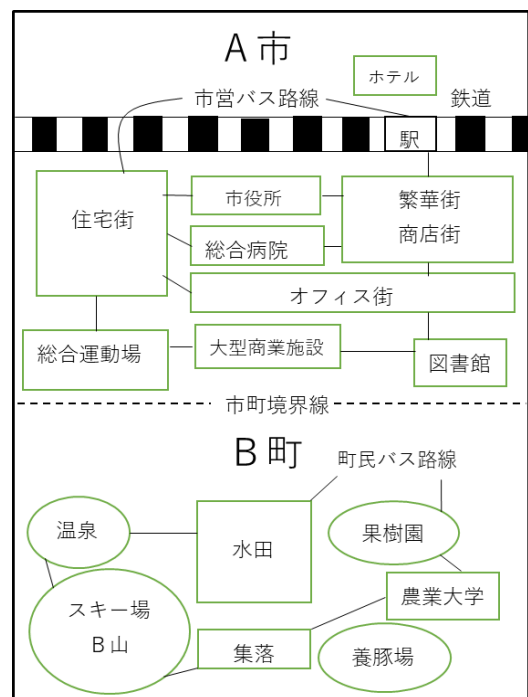 A市
ホテル
市営バス路線
鉄道
駅
住宅街
市役所
繁華街
商店街
総合病院
オフィス街
総合運動場
大型商業施設
図書館
市町境界線
B町
町民バス路線
温泉
水田
果樹園
スキー場
B山
農業大学
集落
養豚場